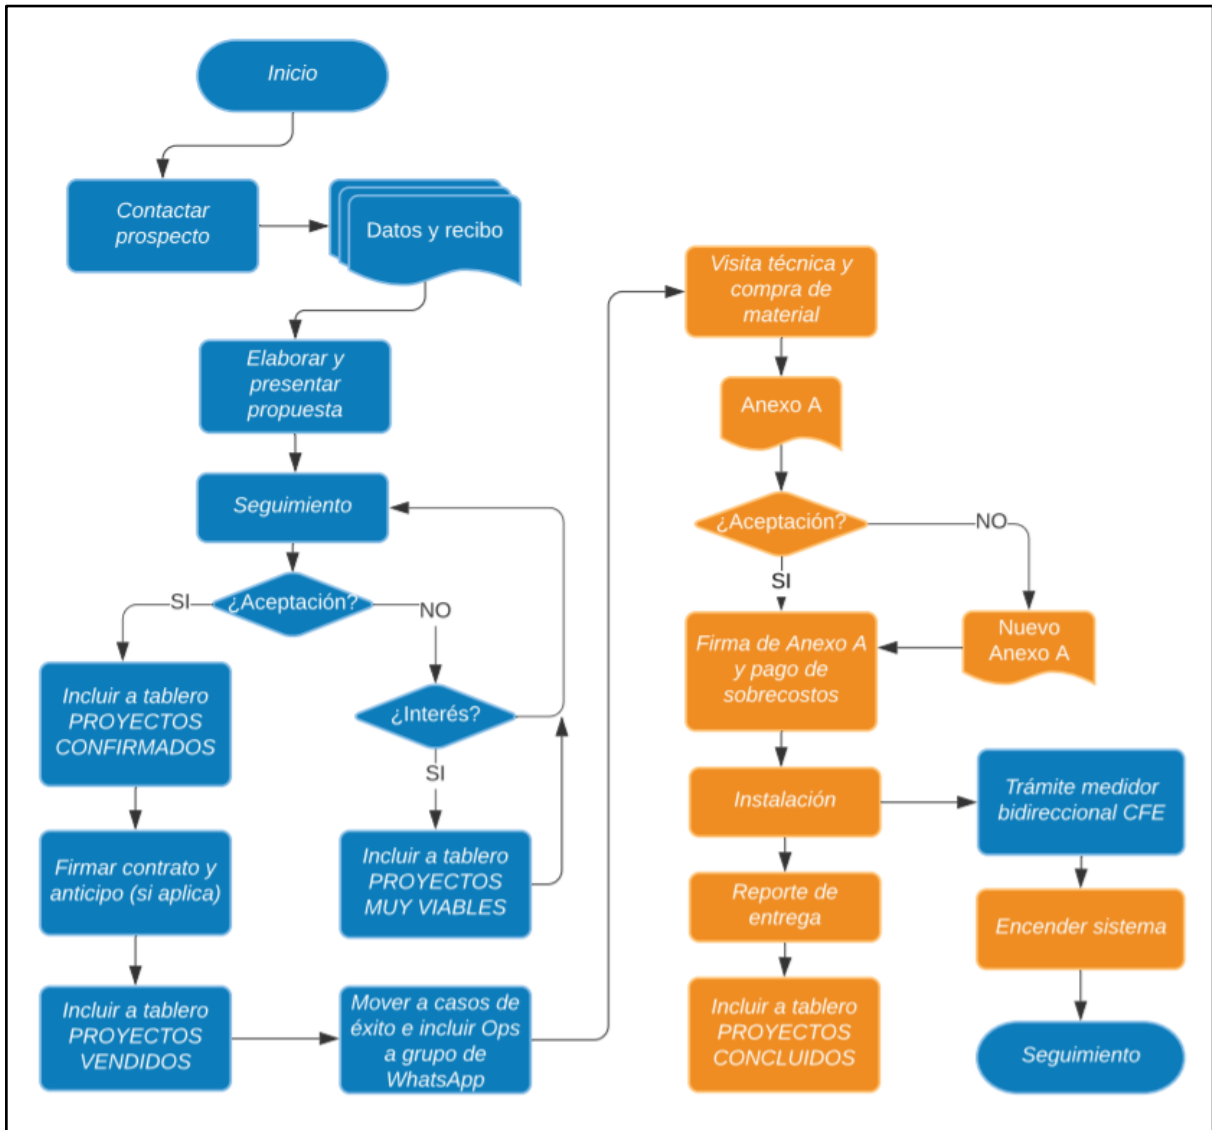 Inicio
Contactar
prospecto
Datos y recibo
Elaborar y
presentar
propuesta
Seguimiento
¿Aceptación?
SI
NO
Incluir a tablero
PROYECTOS
CONFIRMADOS
¿Interés?
SI
Firmar contrato y
anticipo (si aplica)
Incluir a tablero
PROYECTOS
MUY VIABLES
Incluir a tablero
PROYECTOS
VENDIDOS
Mover a casos de
éxito e incluir Ops
a grupo de
WhatsApp
Visita técnica y
compra de
material
Anexo A
¿Aceptación?
NO
SI
Nuevo
Anexo A
Firma de Anexo A
y pago de
sobrecostos
Instalación
Trámite medidor
bidireccional CFE
Reporte de
entrega
Encender sistema
Incluir a tablero
PROYECTOS
CONCLUIDOS
Seguimiento